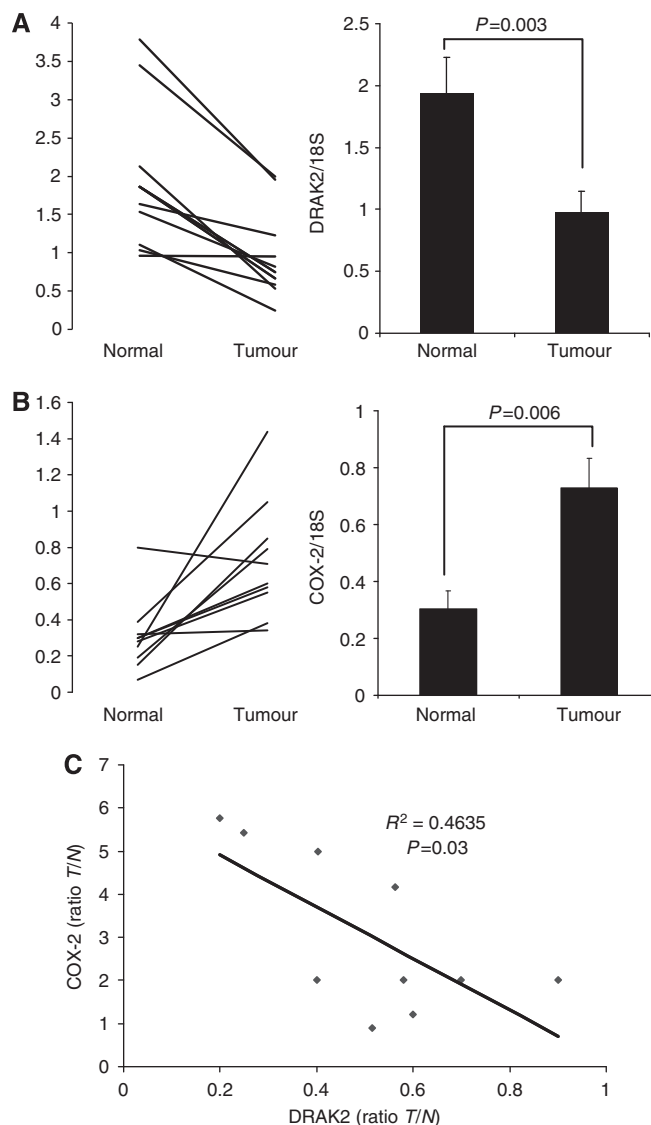 A
4
3.5
3
2.5
2
1.5
1
0.5
0
Normal Tumour
DRAK2/18S
2.5
2
1.5
1
0.5
0
P=0.003
Normal Tumour
B
1.6
1.4
1.2
1
0.8
0.6
0.4
0.2
0
Normal Tumour
COX-2/18S
1
0.8
0.6
0.4
0.2
0
P=0.006
Normal Tumour
C
COX-2 (ratio T/N)
7
6
5
4
3
2
1
0
R² = 0.4635
P=0.03
0 0.2 0.4 0.6 0.8 1
DRAK2 (ratio T/N)